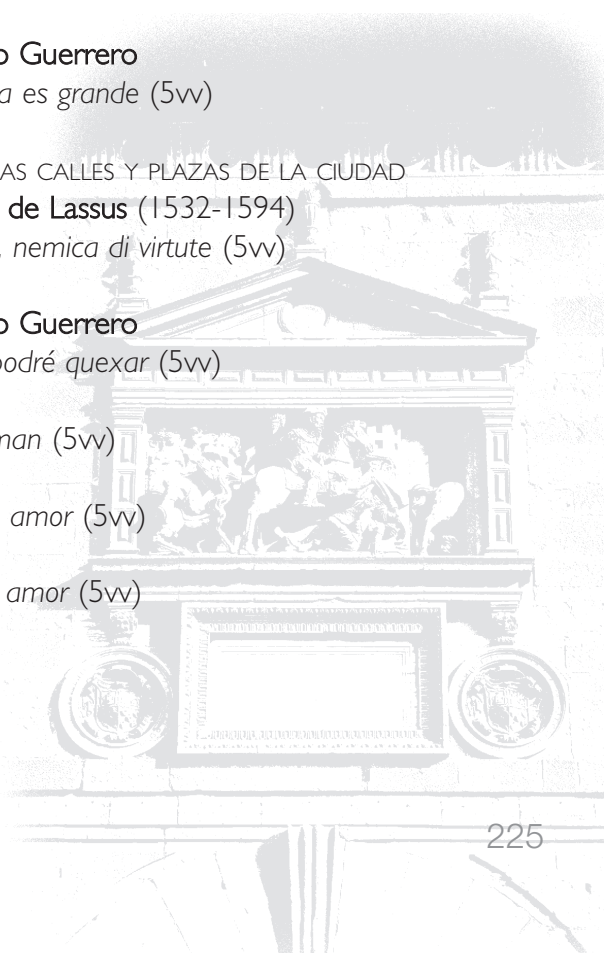 o Guerrero
a es grande (5vv)
AS CALLES Y PLAZAS DE LA CIUDAD
de Lassus (1532-1594)
, nemica di virtute (5vv)
o Guerrero
podré quexar (5vv)
man (5vv)
amor (5vv)
amor (5vv)
225